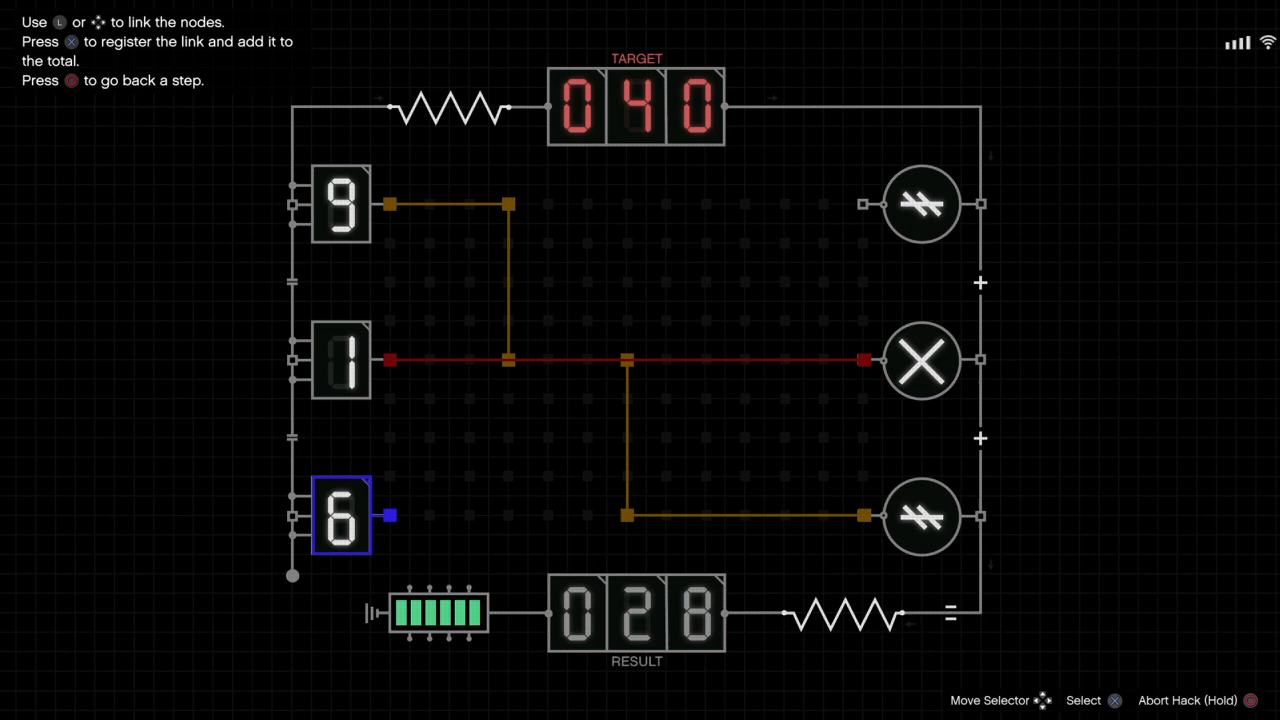 Use L or to link the nodes.
Press to register the link and add it to
the total.
Press to go back a step.
TARGET
040
9
1
6
+
+
=
028
RESULT
Move Selector Select Abort Hack (Hold)